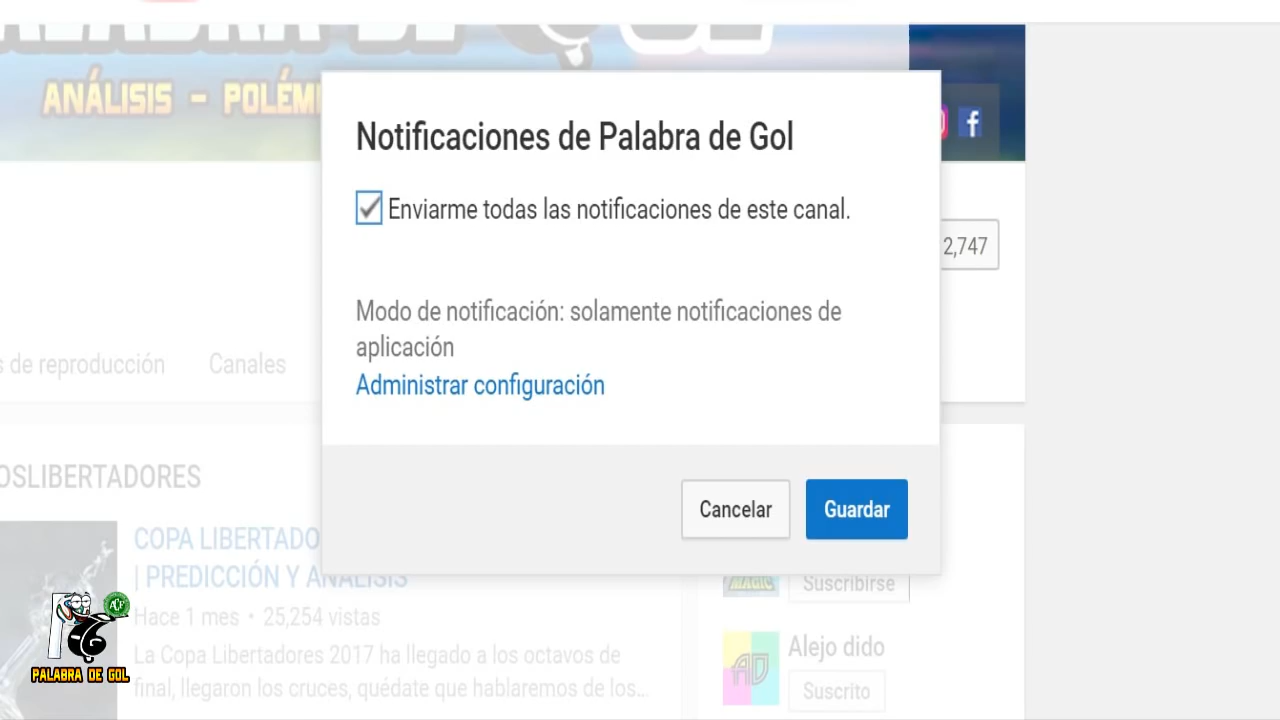 ANÁLISIS - POLÉMI
Notificaciones de Palabra de Gol
Enviarme todas las notificaciones de este canal.
2,747
Modo de notificación: solamente notificaciones de
aplicación
Administrar configuración
s de reproducción Canales
OSLIBERTADORES
Cancelar Guardar
COPA LIBERTADO
| PREDICCIÓN Y ANÁLISIS
Hace 1 mes • 25,254 vistas
La Copa Libertadores 2017 ha llegado a los octavos de
final, llegaron los cruces, quédate que hablaremos de los...
MAGIC
Suscribirse
Alejo dido
AD
Suscrito
ACF
PALABRA DE GOL